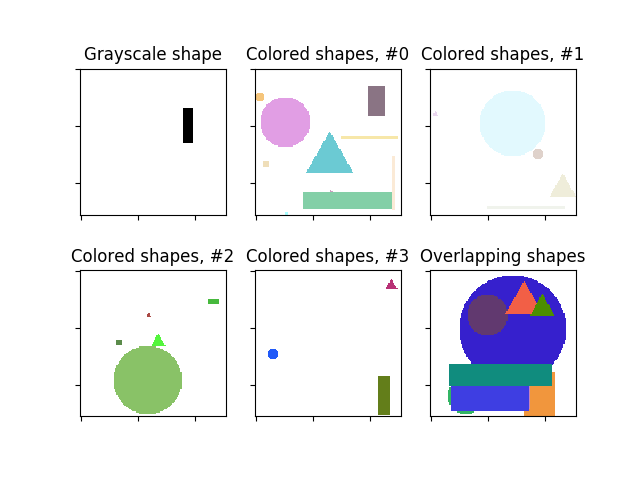 Grayscale shape
Colored shapes, #0
Colored shapes, #1
Colored shapes, #2
Colored shapes, #3
Overlapping shapes